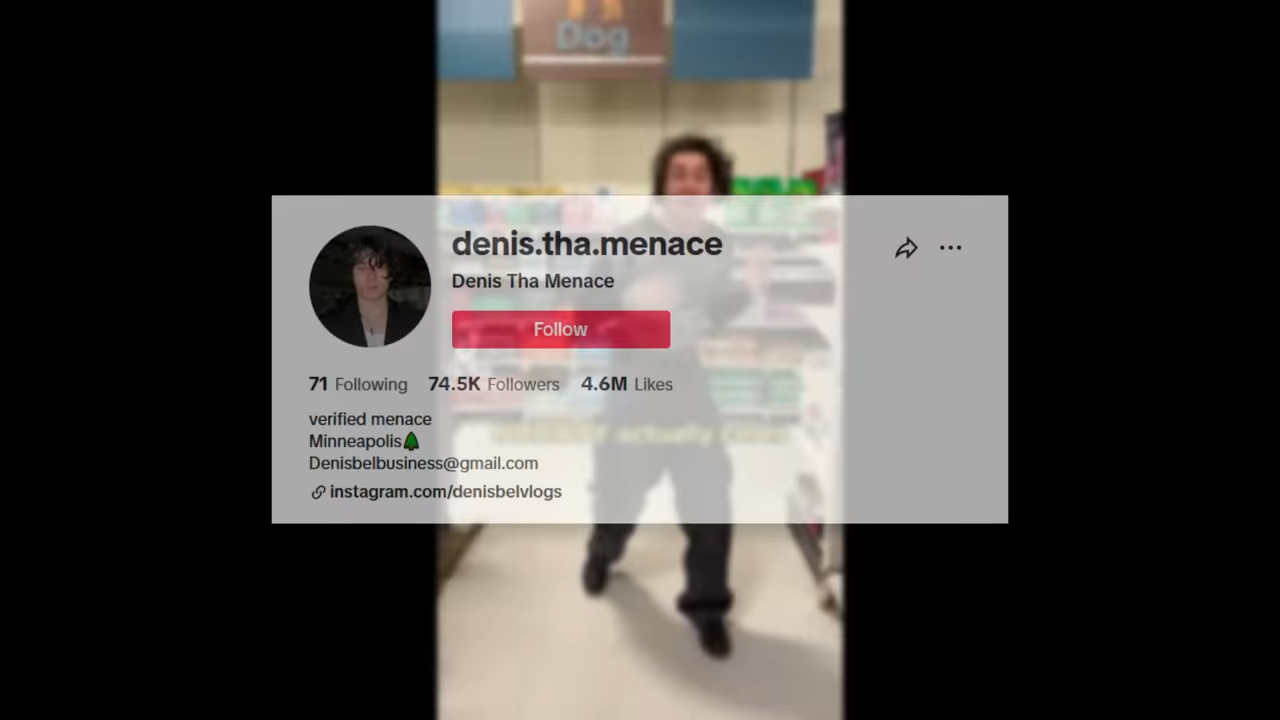 Dog
denis.tha.menace
Denis Tha Menace
Follow
71 Following 74.5K Followers 4.6M Likes
verified menace
Minneapolis🌲
Denisbelbusiness@gmail.com
instagram.com/denisbelvlogs